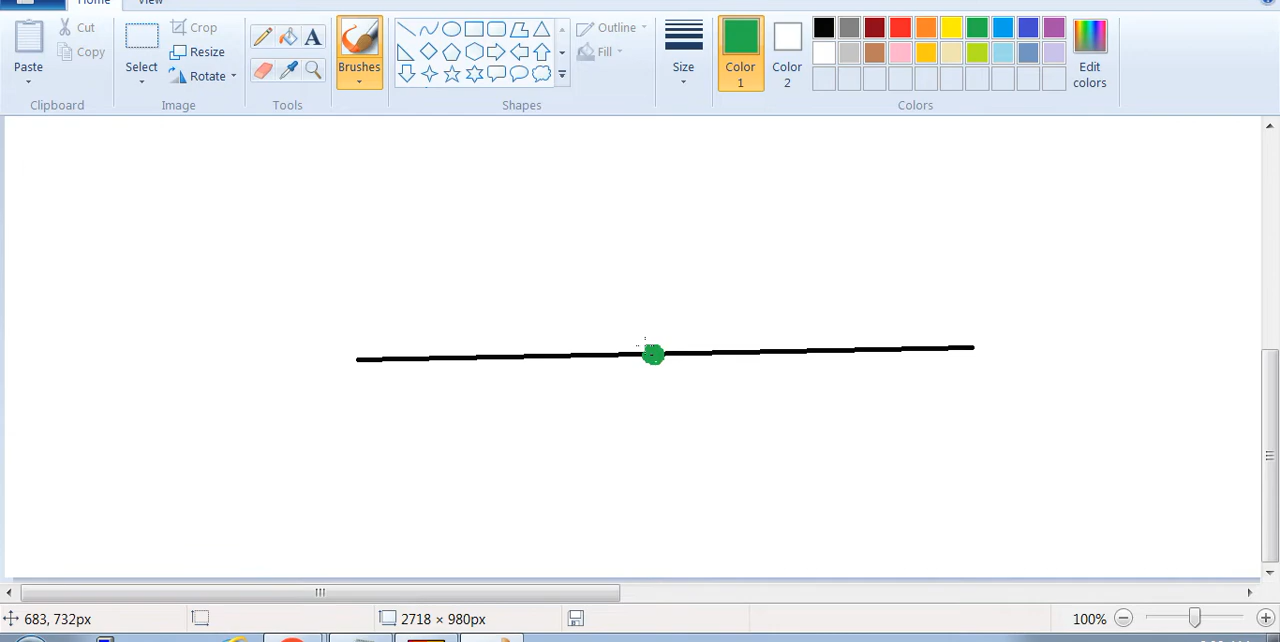 Home View
Cut
Copy
Paste
Clipboard
Crop
Resize
Rotate
Select
Image
A
Tools
Brushes
Outline
Fill
Shapes
Size
Color 1
Color 2
Edit colors
Colors
683, 732px
2718 × 980px
100%